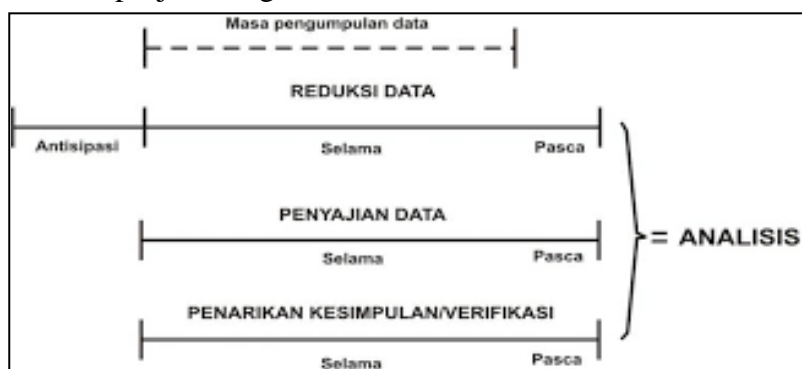 Masa pengumpulan data
REDUKSI DATA
Antisipasi Selama Pasca
PENYAJIAN DATA
= ANALISIS
Selama Pasca
PENARIKAN KESIMPULAN/VERIFIKASI
Selama Pasca